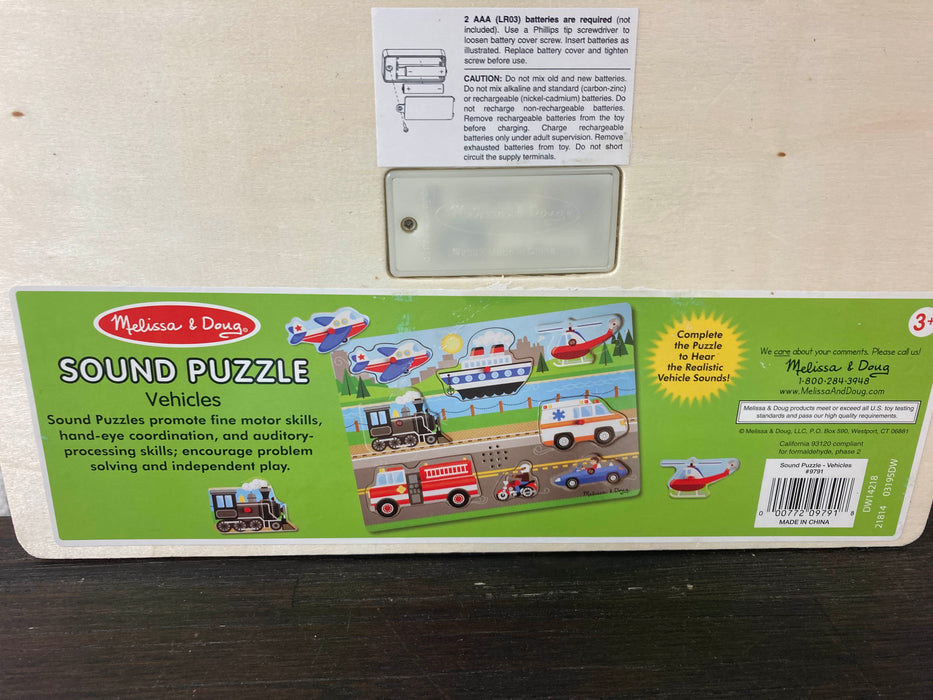 2 AAA (LR03) batteries are required (not
included). Use a Phillips tip screwdriver to
loosen battery cover screw. Insert batteries as
illustrated. Replace battery cover and tighten
screw before use.
CAUTION: Do not mix old and new batteries.
Do not mix alkaline and standard (carbon-zinc)
or rechargeable (nickel-cadmium) batteries. Do
not recharge non-rechargeable batteries.
Remove rechargeable batteries from the toy
before charging. Charge rechargeable
batteries only under adult supervision. Remove
exhausted batteries from toy. Do not short
circuit the supply terminals.
Melissa & Doug
Melissa & Doug®
SOUND PUZZLE
Vehicles
Sound Puzzles promote fine motor skills,
hand-eye coordination, and auditory-
processing skills; encourage problem
solving and independent play.
Melissa & Doug
Complete
the Puzzle
to Hear
the Realistic
Vehicle Sounds!
3+
We care about your comments. Please call us!
Melissa & Doug
1-800-284-3948
www.MelissaAndDoug.com
Melissa & Doug products meet or exceed all U.S. toy testing
standards and pass our high quality requirements.
© Melissa & Doug, LLC, P.O. Box 590, Westport, CT 06881
California 93120 compliant
for formaldehyde, phase 2
Sound Puzzle - Vehicles
#9791
0 00772 09791 8
MADE IN CHINA
DW14218
21814 03195DW